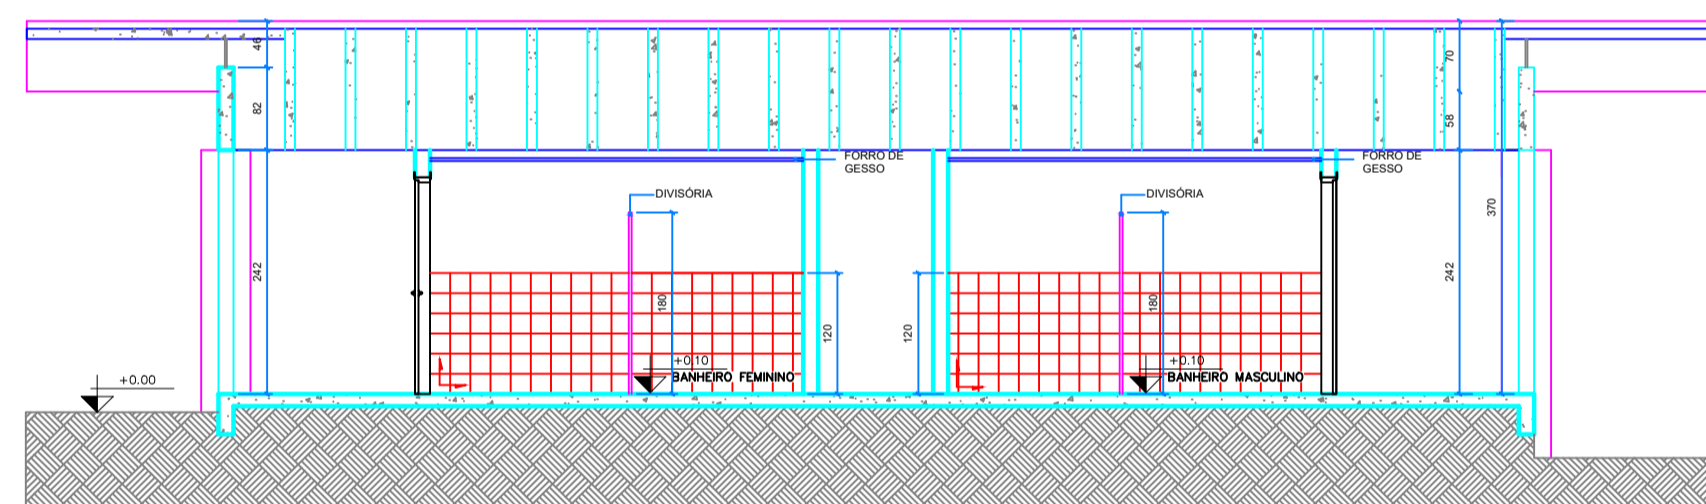 46
70
82
58
FORRO DE
GESSO
FORRO DE
GESSO
DIVISÓRIA
DIVISÓRIA
370
242
242
180
180
120
120
+0.00
+0.10
BANHEIRO FEMININO
+0.10
BANHEIRO MASCULINO